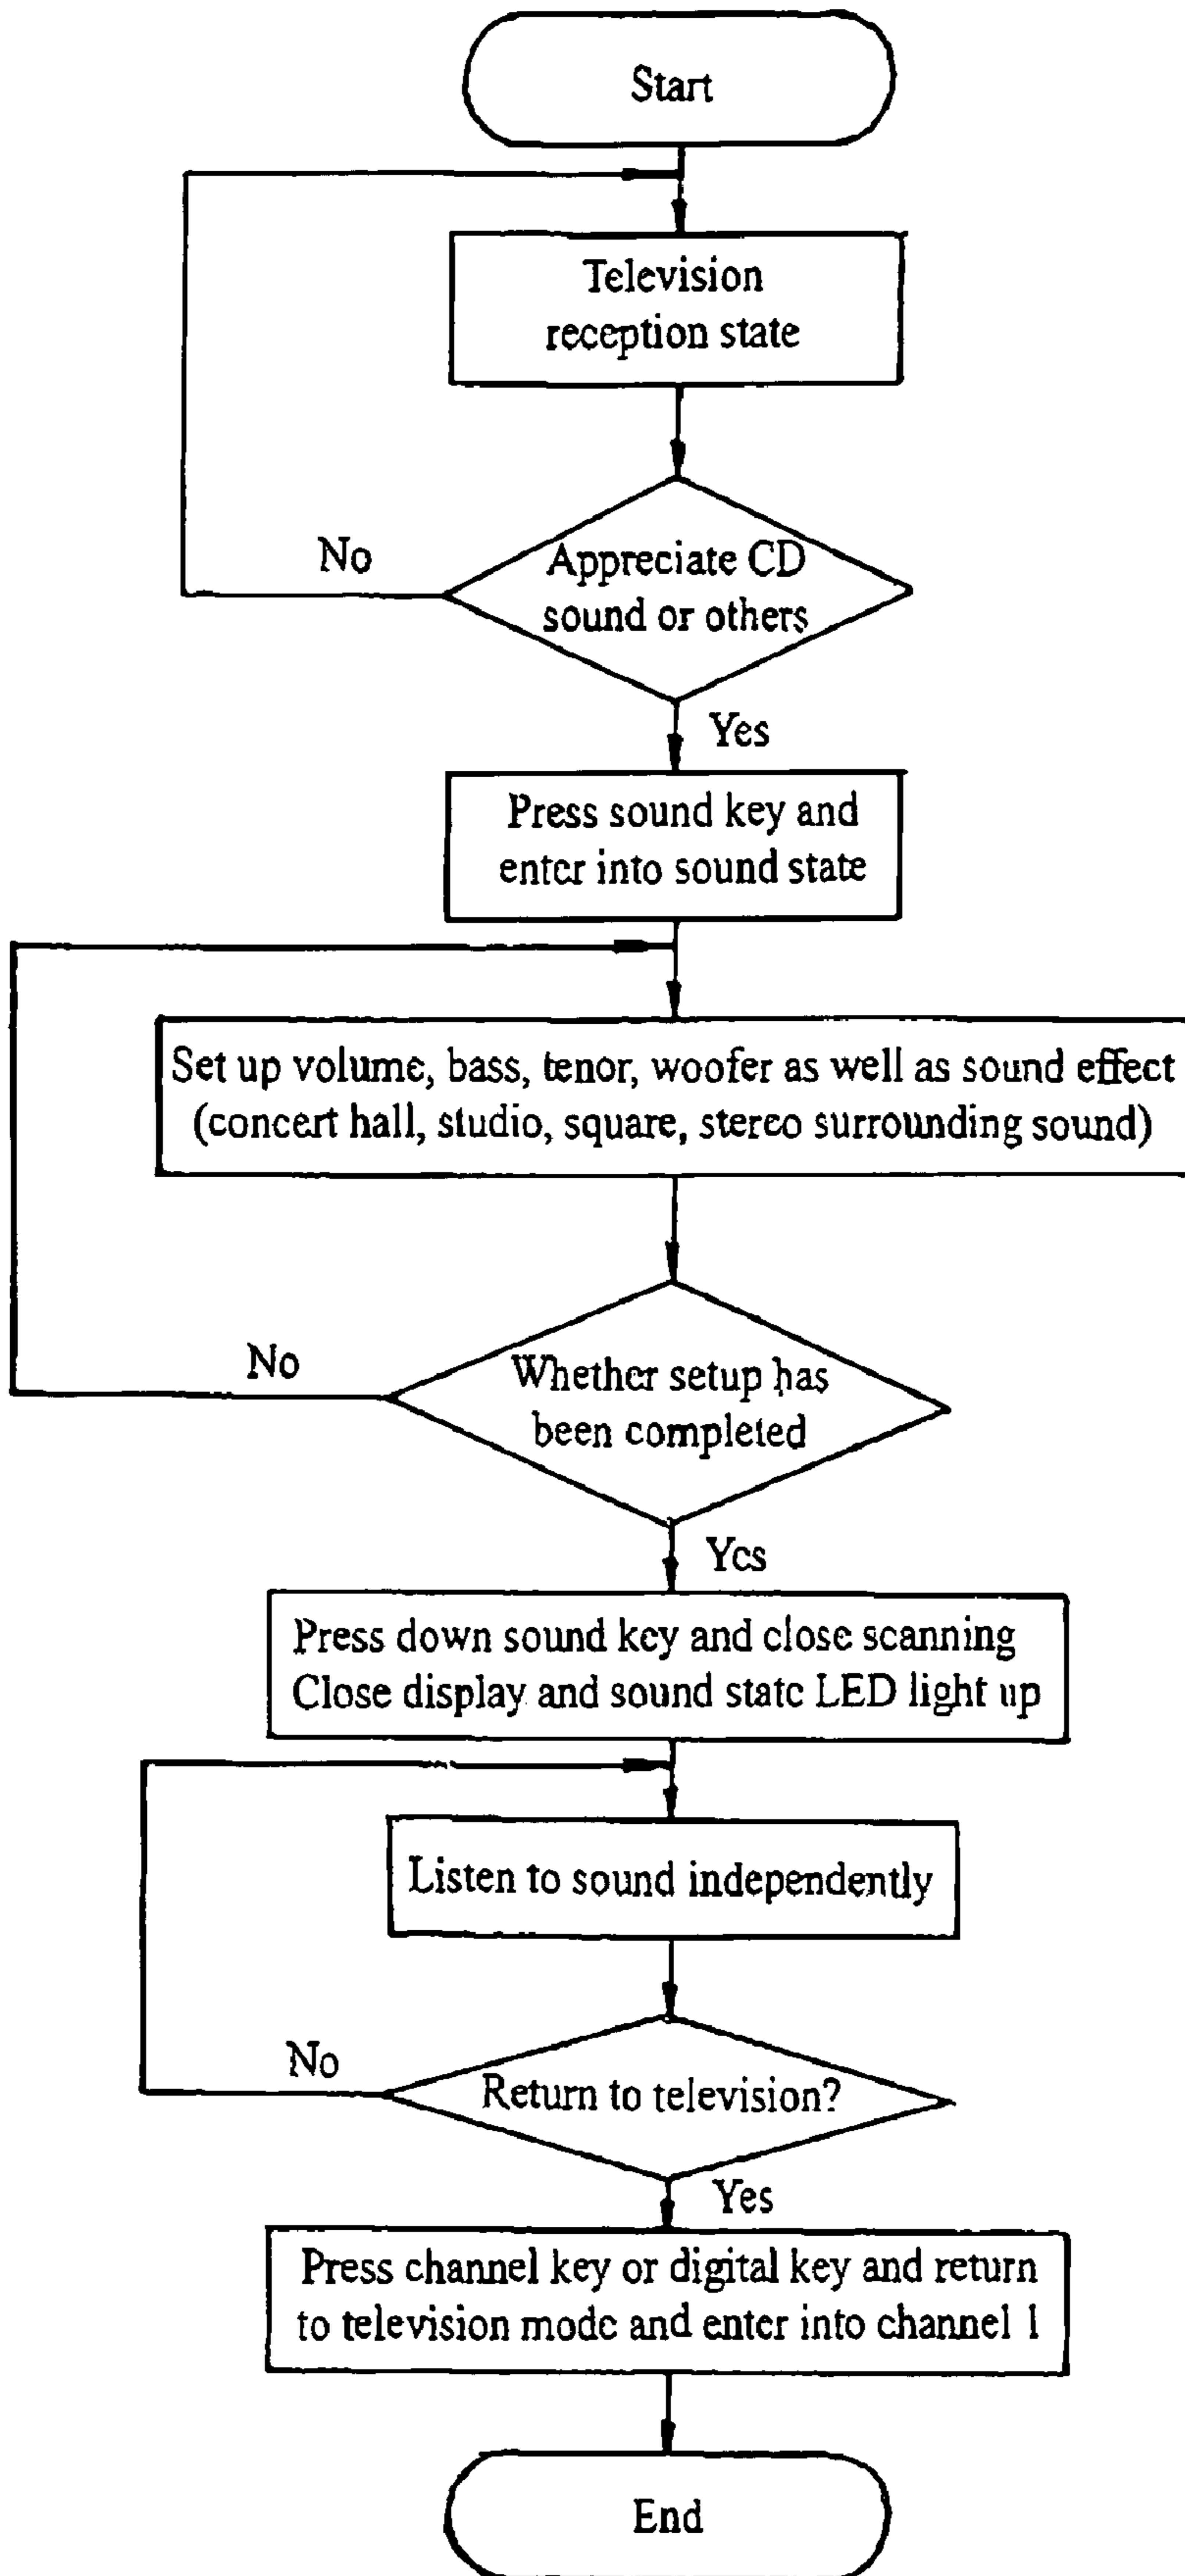 Start
Television
reception state
No
Appreciate CD
sound or others
Yes
Press sound key and
enter into sound state
Set up volume, bass, tenor, woofer as well as sound effect
(concert hall, studio, square, stereo surrounding sound)
No
Whether setup has
been completed
Yes
Press down sound key and close scanning
Close display and sound state LED light up
Listen to sound independently
No
Return to television?
Yes
Press channel key or digital key and return
to television mode and enter into channel 1
End